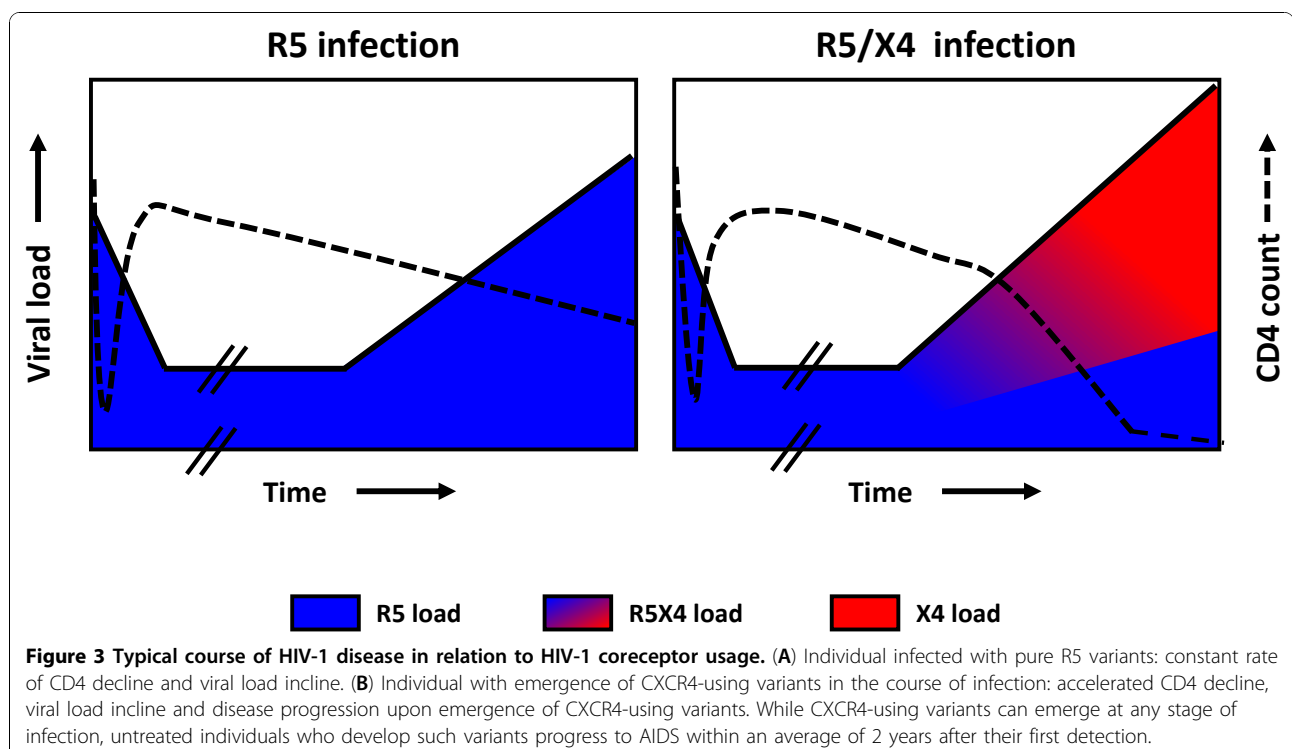 R5 infection
R5/X4 infection
Viral load
CD4 count
Time
Time
R5 load
R5X4 load
X4 load
Figure 3 Typical course of HIV-1 disease in relation to HIV-1 coreceptor usage. (A) Individual infected with pure R5 variants: constant rate
of CD4 decline and viral load incline. (B) Individual with emergence of CXCR4-using variants in the course of infection: accelerated CD4 decline,
viral load incline and disease progression upon emergence of CXCR4-using variants. While CXCR4-using variants can emerge at any stage of
infection, untreated individuals who develop such variants progress to AIDS within an average of 2 years after their first detection.